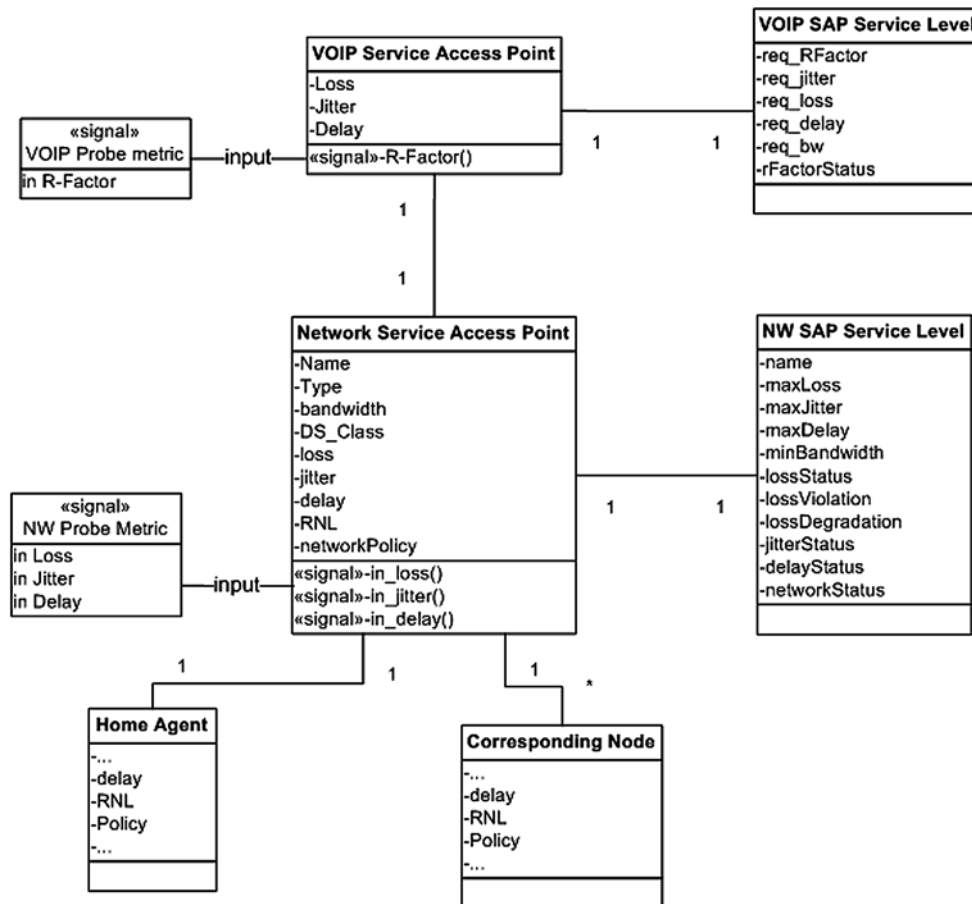 VOIP SAP Service Level
-req_RFactor
-req_jitter
-req_loss
-req_delay
-req_bw
-rFactorStatus
VOIP Service Access Point
-Loss
-Jitter
-Delay
«signal»-R-Factor()
«signal»
VOIP Probe metric
in R-Factor
input
1
1
1
1
Network Service Access Point
-Name
-Type
-bandwidth
-DS_Class
-loss
-jitter
-delay
-RNL
-networkPolicy
«signal»-in_loss()
«signal»-in_jitter()
«signal»-in_delay()
NW SAP Service Level
-name
-maxLoss
-maxJitter
-maxDelay
-minBandwidth
-lossStatus
-lossViolation
-lossDegradation
-jitterStatus
-delayStatus
-networkStatus
1
1
«signal»
NW Probe Metric
in Loss
in Jitter
in Delay
input
1
1
1
*
Home Agent
-...
-delay
-RNL
-Policy
-...
Corresponding Node
-...
-delay
-RNL
-Policy
-...